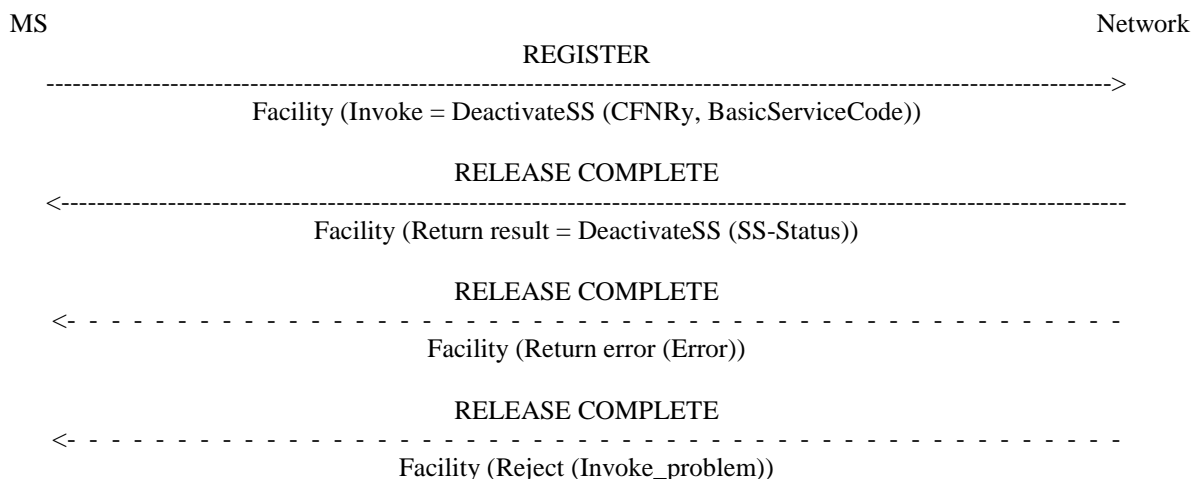 MS Network
REGISTER
------------------------------------------------------------------------------------------------------------------------>
Facility (Invoke = DeactivateSS (CFNRy, BasicServiceCode))
RELEASE COMPLETE
<------------------------------------------------------------------------------------------------------------------------
Facility (Return result = DeactivateSS (SS-Status))
RELEASE COMPLETE
<- - - - - - - - - - - - - - - - - - - - - - - - - - - - - - - - - - - - - - - - - - - - - - - -
Facility (Return error (Error))
RELEASE COMPLETE
<- - - - - - - - - - - - - - - - - - - - - - - - - - - - - - - - - - - - - - - - - - - - - - - -
Facility (Reject (Invoke_problem))